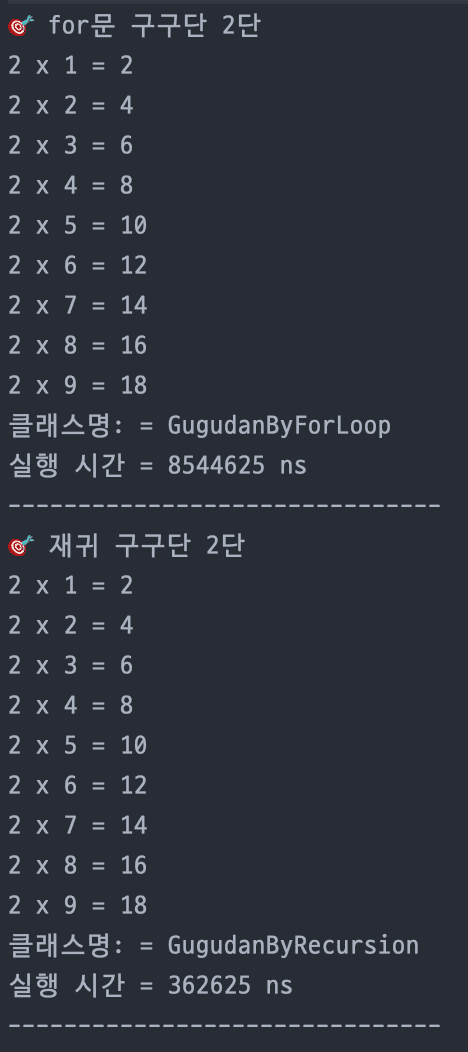 🎯 for문 구구단 2단
2 x 1 = 2
2 x 2 = 4
2 x 3 = 6
2 x 4 = 8
2 x 5 = 10
2 x 6 = 12
2 x 7 = 14
2 x 8 = 16
2 x 9 = 18
클래스명: = GugudanByForLoop
실행 시간 = 8544625 ns
-------------------------------
🎯 재귀 구구단 2단
2 x 1 = 2
2 x 2 = 4
2 x 3 = 6
2 x 4 = 8
2 x 5 = 10
2 x 6 = 12
2 x 7 = 14
2 x 8 = 16
2 x 9 = 18
클래스명: = GugudanByRecursion
실행 시간 = 362625 ns
-------------------------------